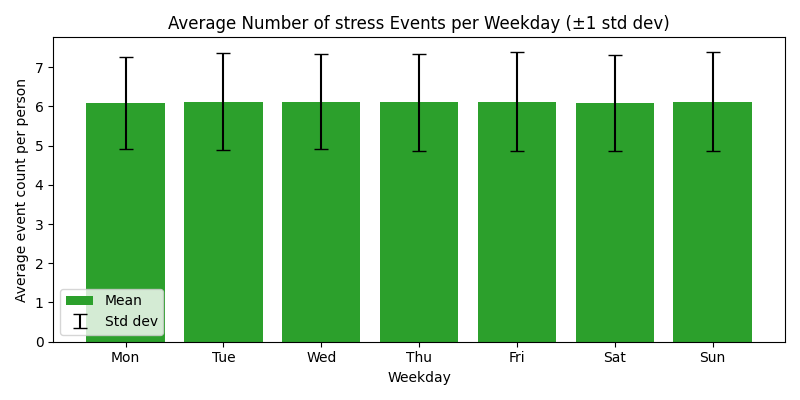 Average Number of stress Events per Weekday (±1 std dev)
Average event count per person
7
6
5
4
3
2
1
0
Mean
Std dev
Mon Tue Wed Thu Fri Sat Sun
Weekday